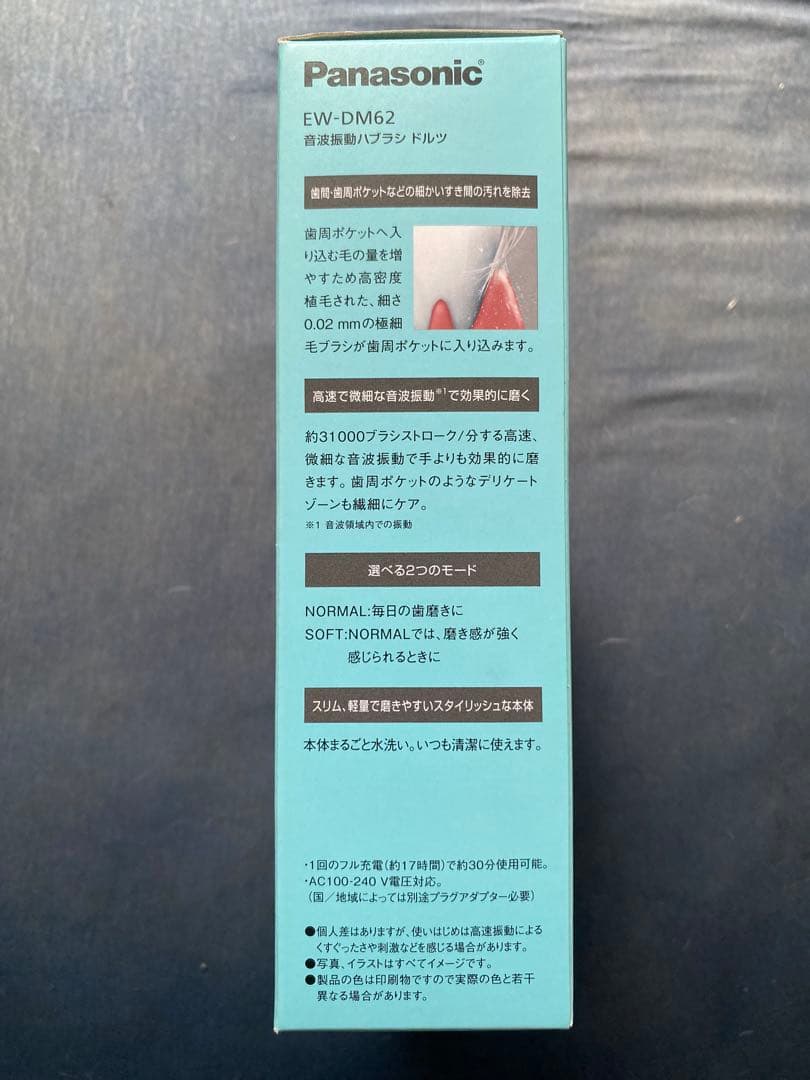 Panasonic®
EW-DM62
音波振動ハブラシ ドルツ
歯間・歯周ポケットなどの細かいすき間の汚れを除去
歯周ポケットへ入
り込む毛の量を増
やすため高密度
植毛された、細さ
0.02 mmの極細
毛ブラシが歯周ポケットに入り込みます。
高速で微細な音波振動※1で効果的に磨く
約31000ブラシストローク/分する高速、
微細な音波振動で手よりも効果的に磨
きます。歯周ポケットのようなデリケート
ゾーンも繊細にケア。
※1 音波領域内での振動
選べる2つのモード
NORMAL:毎日の歯磨きに
SOFT:NORMALでは、磨き感が強く
感じられるときに
スリム、軽量で磨きやすいスタイリッシュな本体
本体まるごと水洗い。いつも清潔に使えます。
・1回のフル充電(約17時間)で約30分使用可能。
・AC100-240 V電圧対応。
(国/地域によっては別途プラグアダプター必要)
●個人差はありますが、使いはじめは高速振動による
くすぐったさや刺激などを感じる場合があります。
●写真、イラストはすべてイメージです。
●製品の色は印刷物ですので実際の色と若干
異なる場合があります。